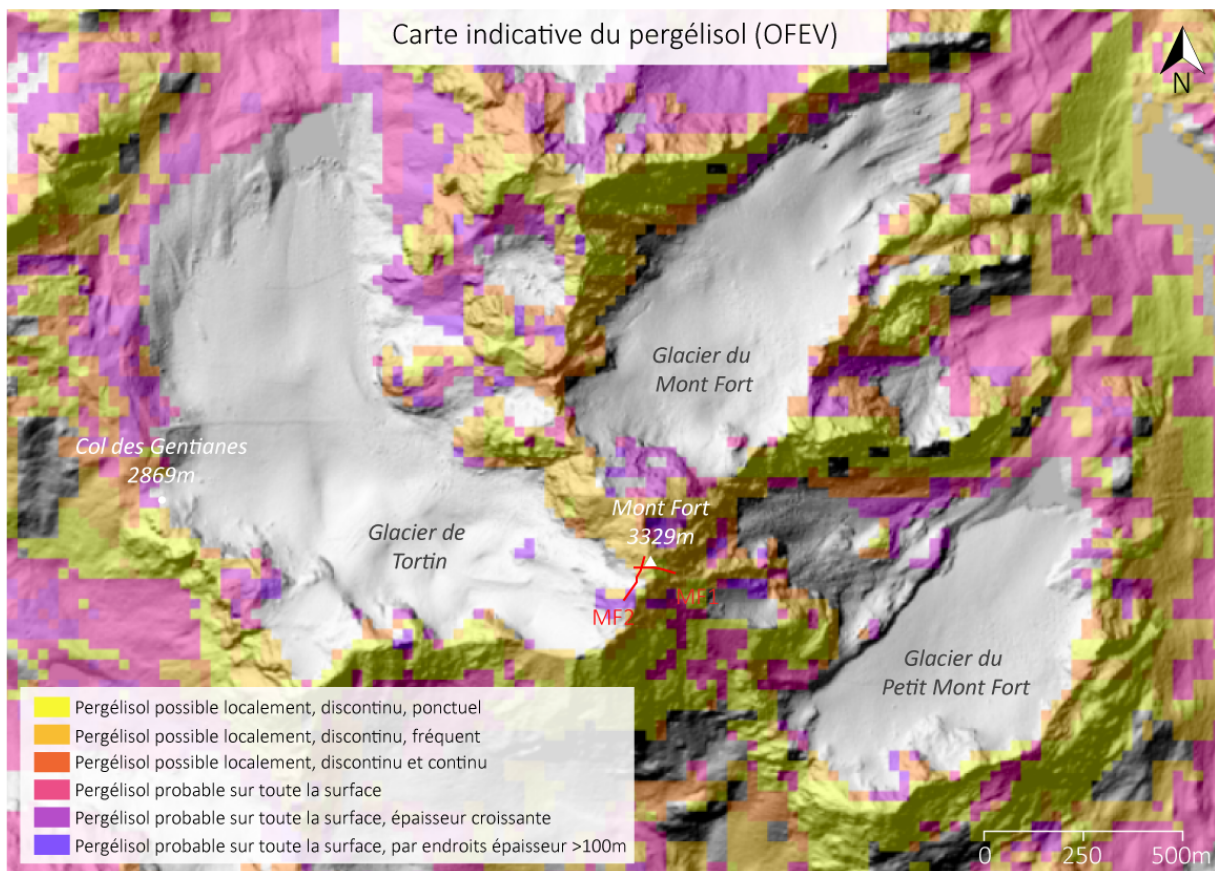 Carte indicative du pergélisol (OFEV)
N
Glacier du
Mont Fort
Col des Gentianes
2869m
Mont Fort
3329m
Glacier de
Tortin
MF1
MF2
Glacier du
Petit Mont Fort
Pergélisol possible localement, discontinu, ponctuel
Pergélisol possible localement, discontinu, fréquent
Pergélisol possible localement, discontinu et continu
Pergélisol probable sur toute la surface
Pergélisol probable sur toute la surface, épaisseur croissante
Pergélisol probable sur toute la surface, par endroits épaisseur >100m
0 250 500m